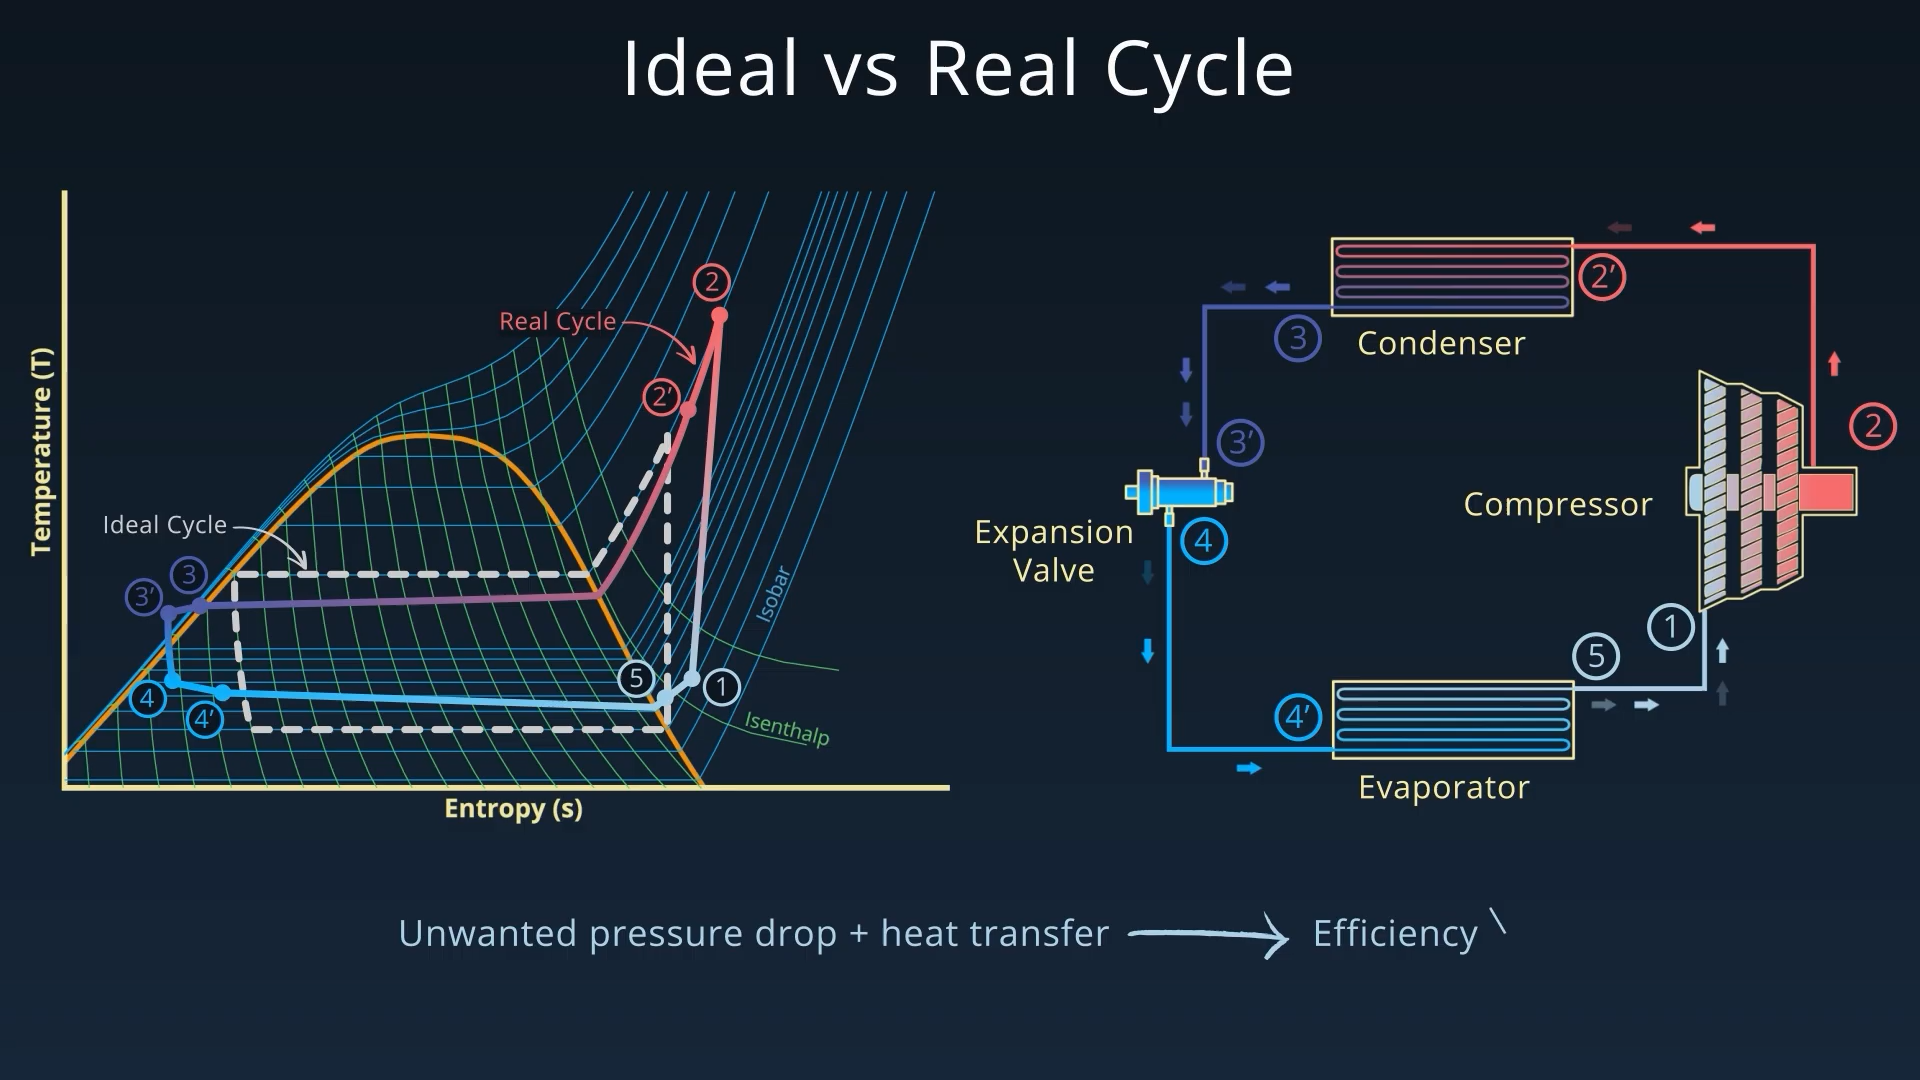 Ideal vs Real Cycle
Temperature (T)
Entropy (s)
Real Cycle
Ideal Cycle
2
2’
3
3’
4
4’
5
1
Isobar
Isenthalp
2’
3
Condenser
3’
2
Compressor
Expansion
Valve
4
1
5
4’
Evaporator
Unwanted pressure drop + heat transfer → Efficiency